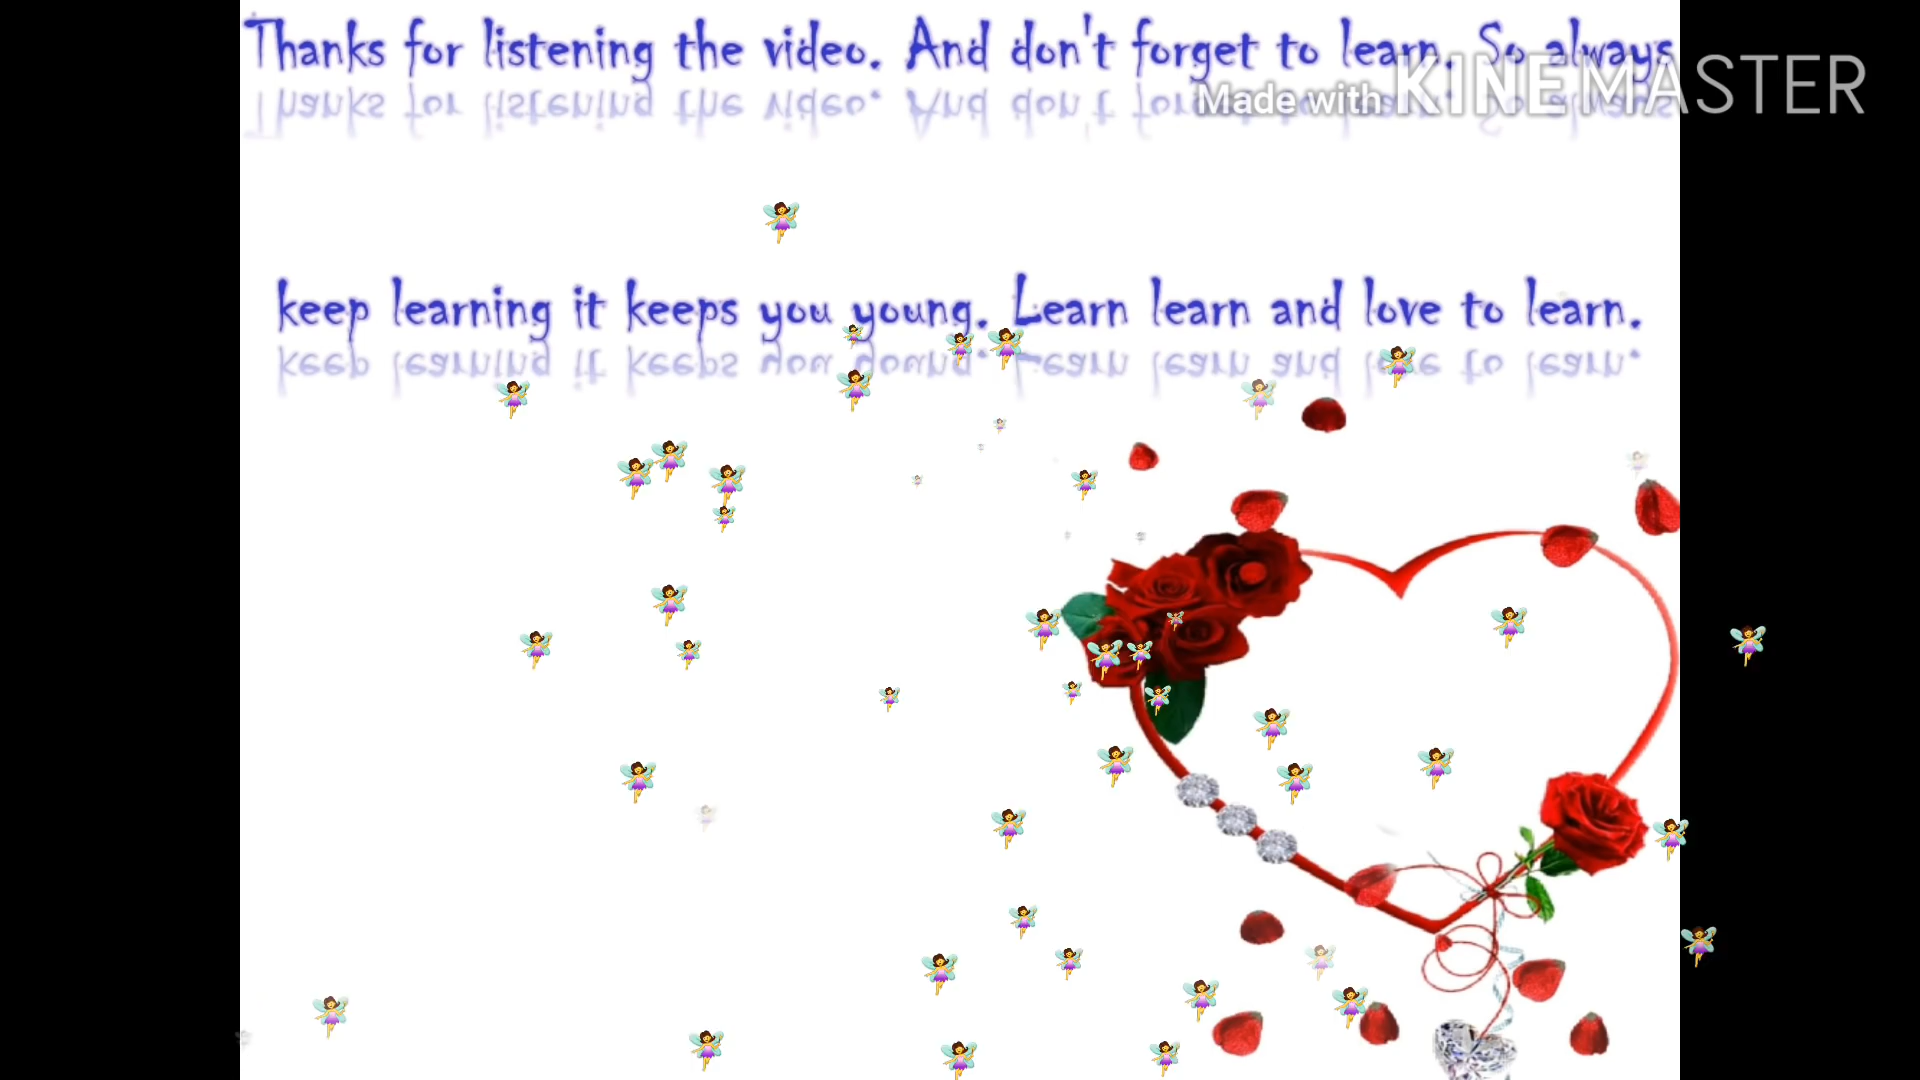 Thanks for listening the video. And don't forget to learn. So always
Made with KINEMASTER
keep learning it keeps you young. Learn learn and love to learn.